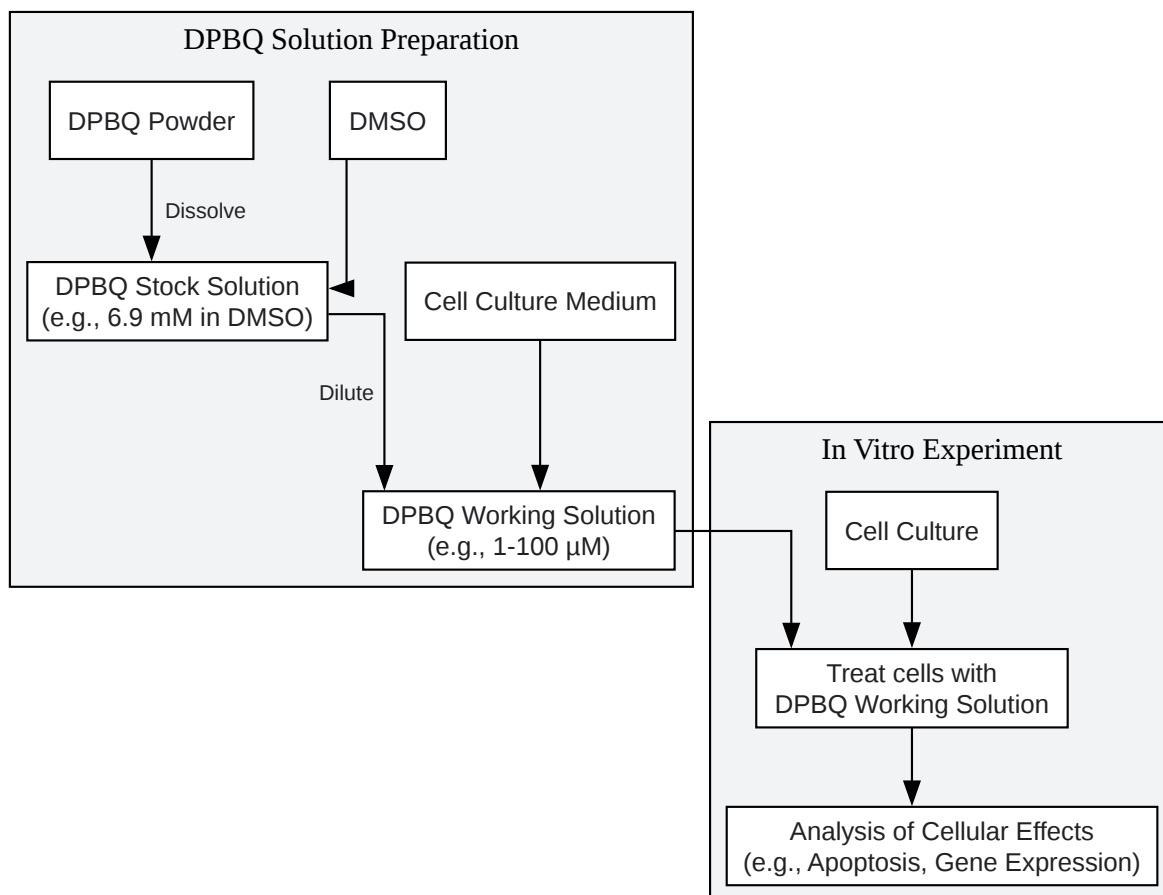 DPBQ Solution Preparation
DPBQ Powder
DMSO
Dissolve
DPBQ Stock Solution
(e.g., 6.9 mM in DMSO)
Cell Culture Medium
Dilute
DPBQ Working Solution
(e.g., 1-100 µM)
In Vitro Experiment
Cell Culture
Treat cells with
DPBQ Working Solution
Analysis of Cellular Effects
(e.g., Apoptosis, Gene Expression)